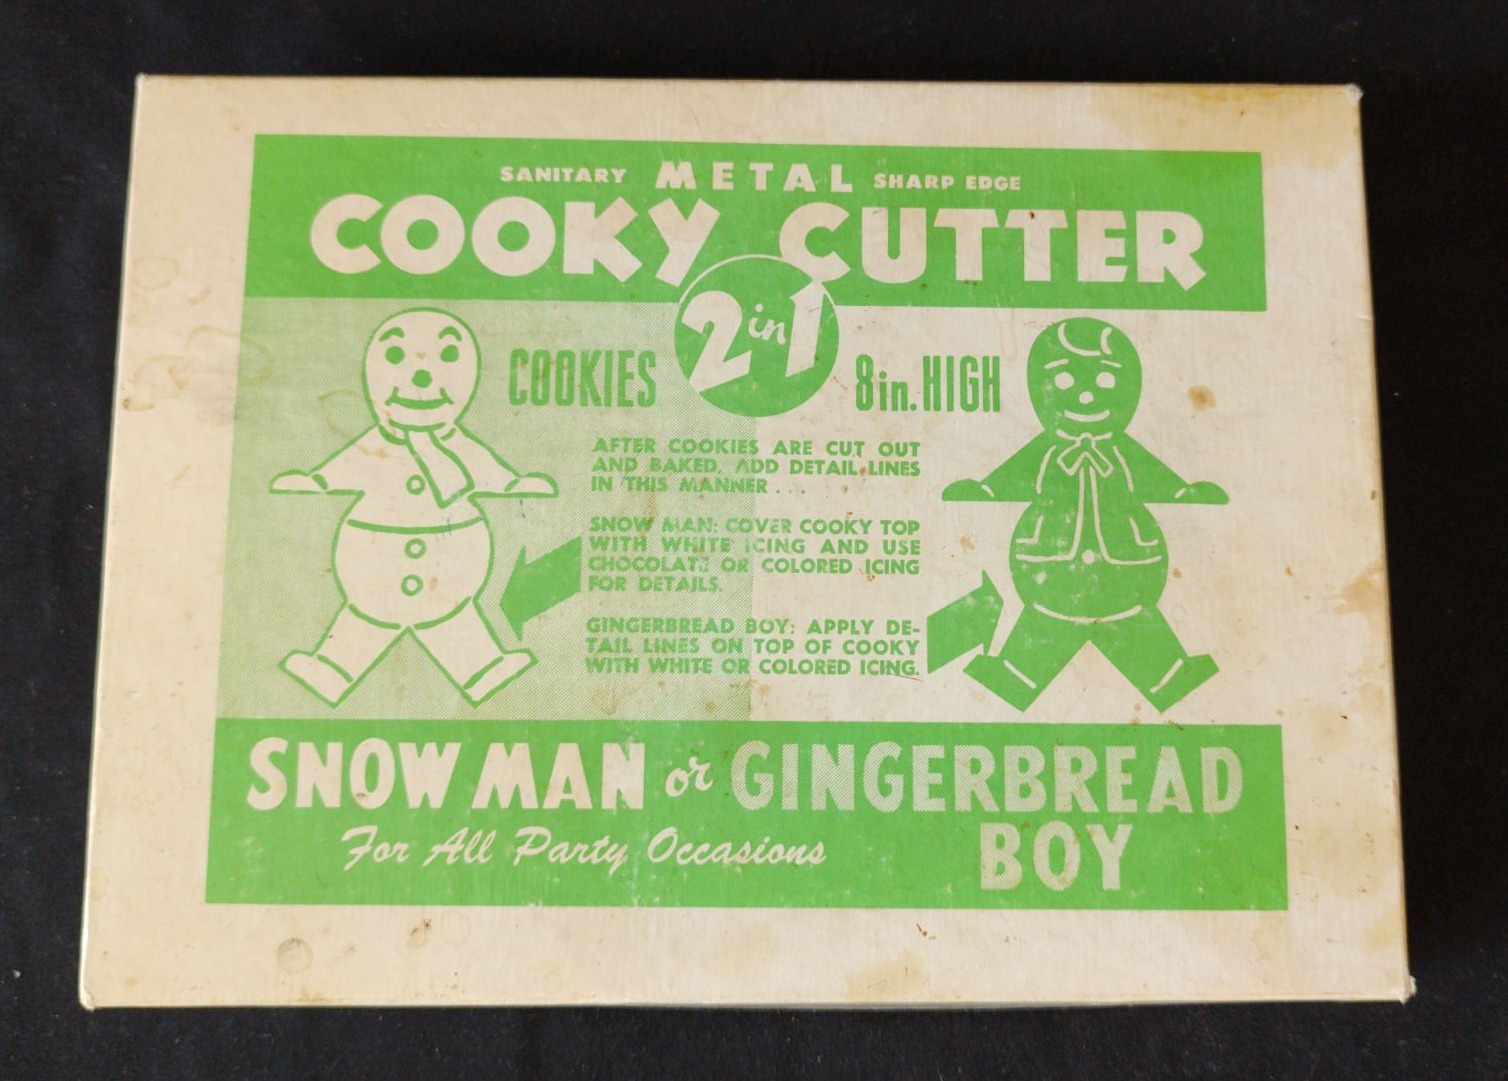 SANITARY METAL SHARP EDGE
COOKY CUTTER
2 in 1
COOKIES 8in. HIGH
AFTER COOKIES ARE CUT OUT
AND BAKED, ADD DETAIL LINES
IN THIS MANNER . . .
SNOW MAN: COVER COOKY TOP
WITH WHITE ICING AND USE
CHOCOLATE OR COLORED ICING
FOR DETAILS.
GINGERBREAD BOY: APPLY DE-
TAIL LINES ON TOP OF COOKY
WITH WHITE OR COLORED ICING.
SNOW MAN or GINGERBREAD
BOY
For All Party Occasions